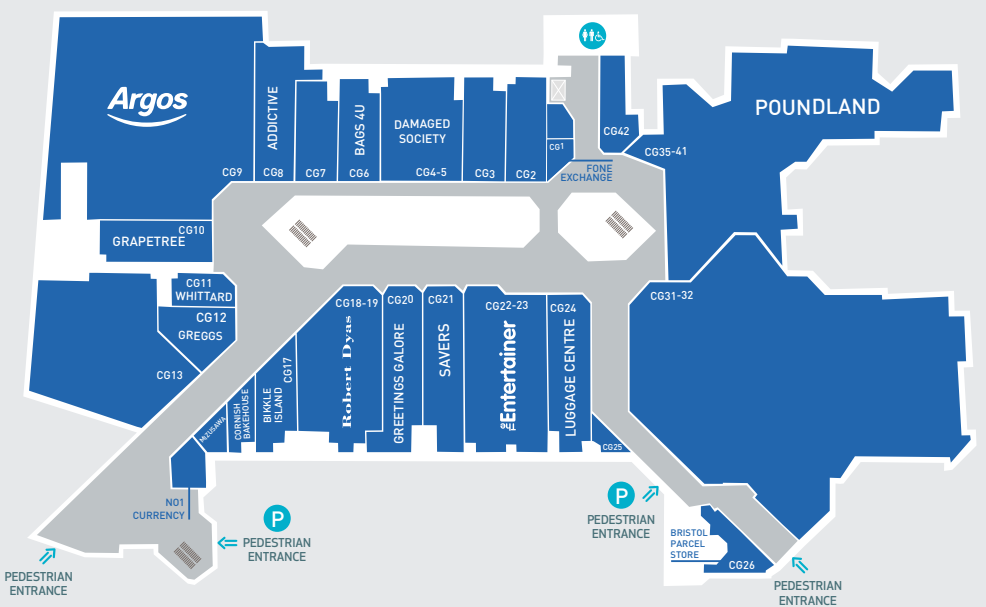 Argos
CG9
ADDICTIVE
CG8
CG7
BAGS 4U
CG6
DAMAGED
SOCIETY
CG4-5
CG3
CG2
CG1
FONE
EXCHANGE
CG42
CG35-41
POUNDLAND
CG10
GRAPETREE
CG11
WHITTARD
CG12
GREGGS
CG13
MIZUSAWA
CORNISH
BAKEHOUSE
BIKKLE
ISLAND
CG17
CG18-19
Robert Dyas
CG20
GREETINGS GALORE
CG21
SAVERS
CG22-23
THE Entertainer
CG24
LUGGAGE CENTRE
CG25
CG31-32
NO1
CURRENCY
P
PEDESTRIAN
ENTRANCE
PEDESTRIAN
ENTRANCE
P
PEDESTRIAN
ENTRANCE
BRISTOL
PARCEL
STORE
CG26
PEDESTRIAN
ENTRANCE